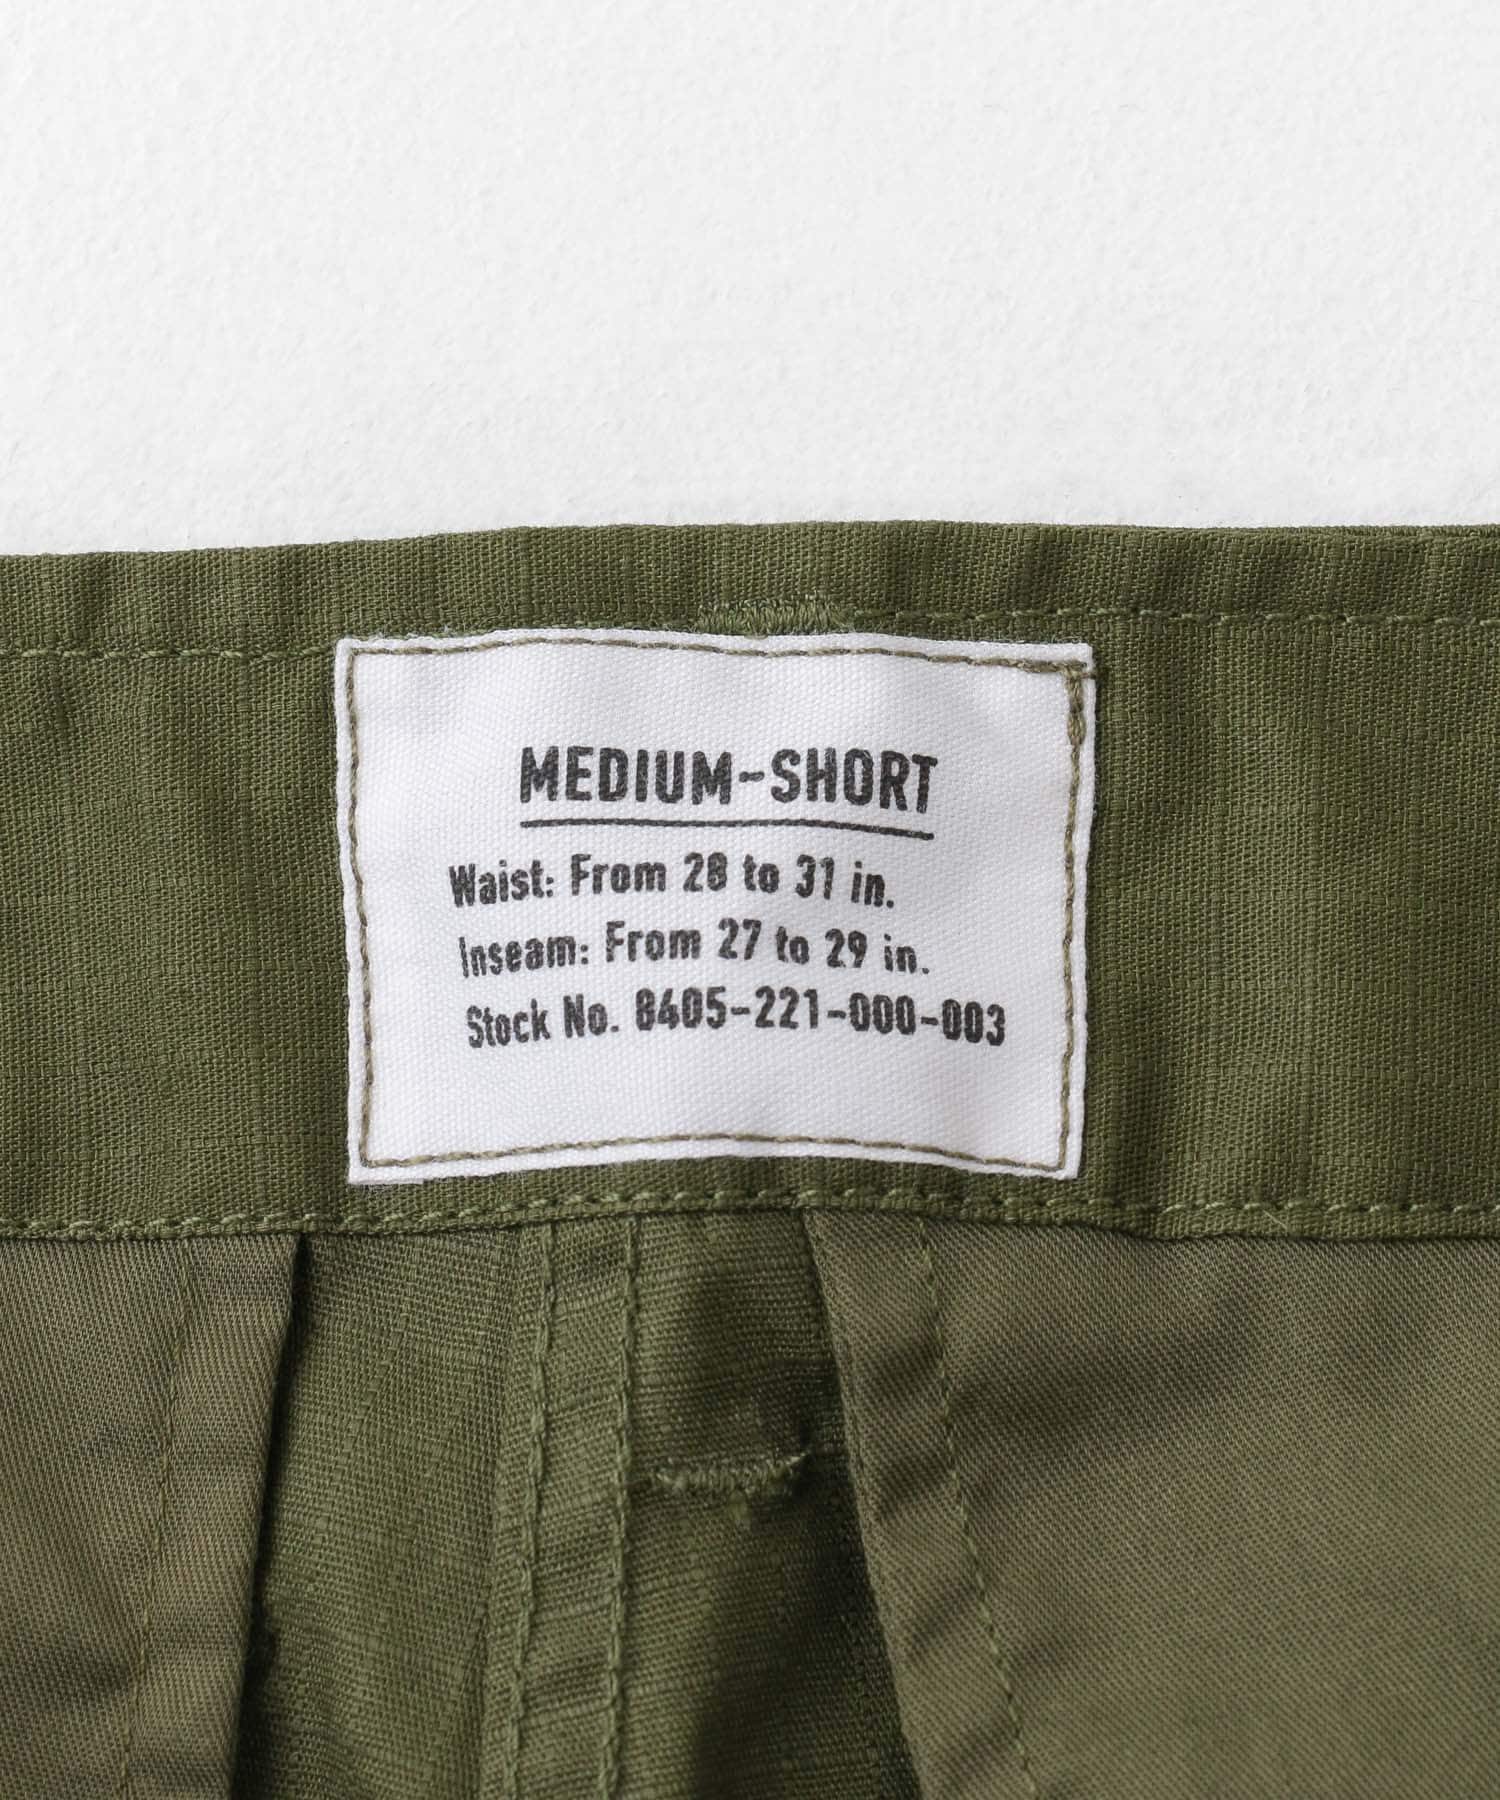 MEDIUM-SHORT
Waist: From 28 to 31 in.
Inseam: From 27 to 29 in.
Stock No. 8405-221-000-003